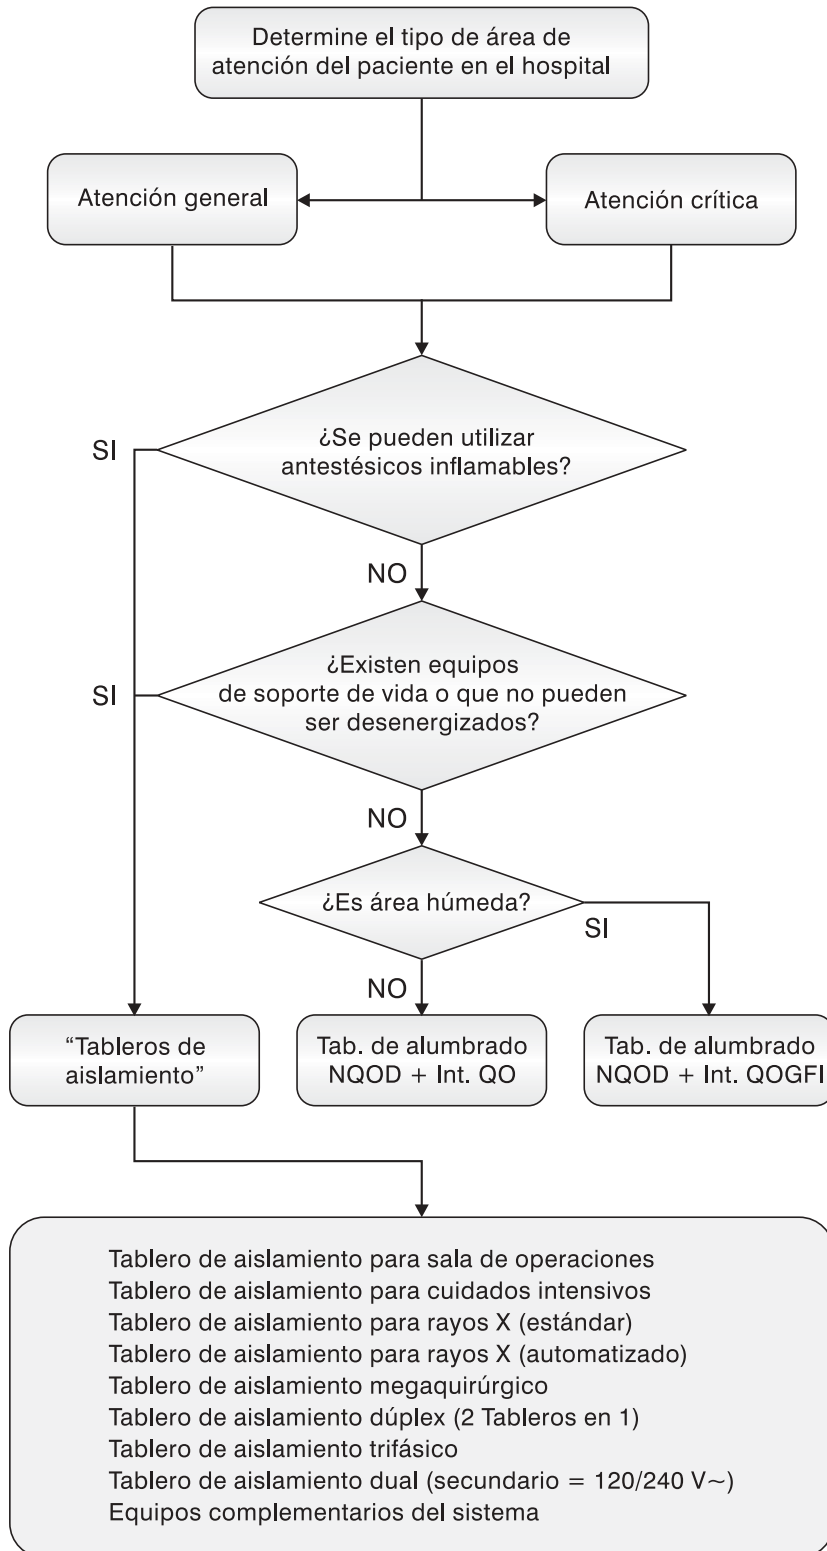 Determine el tipo de área de
atención del paciente en el hospital
Atención general
Atención crítica
¿Se pueden utilizar
antestésicos inflamables?
SI
NO
¿Existen equipos
de soporte de vida o que no pueden
ser desenergizados?
SI
NO
¿Es área húmeda?
SI
NO
“Tableros de
aislamiento”
Tab. de alumbrado
NQOD + Int. QO
Tab. de alumbrado
NQOD + Int. QOGFI
Tablero de aislamiento para sala de operaciones
Tablero de aislamiento para cuidados intensivos
Tablero de aislamiento para rayos X (estándar)
Tablero de aislamiento para rayos X (automatizado)
Tablero de aislamiento megaquirúrgico
Tablero de aislamiento dúplex (2 Tableros en 1)
Tablero de aislamiento trifásico
Tablero de aislamiento dual (secundario = 120/240 V~)
Equipos complementarios del sistema